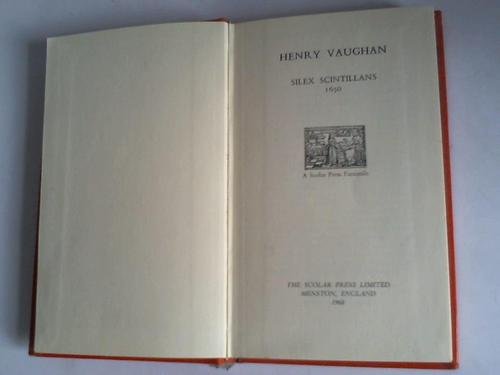 HENRY VAUGHAN
SILEX SCINTILLANS
1650
A Scolar Press Facsimile
THE SCOLAR PRESS LIMITED
MENSTON, ENGLAND
1968